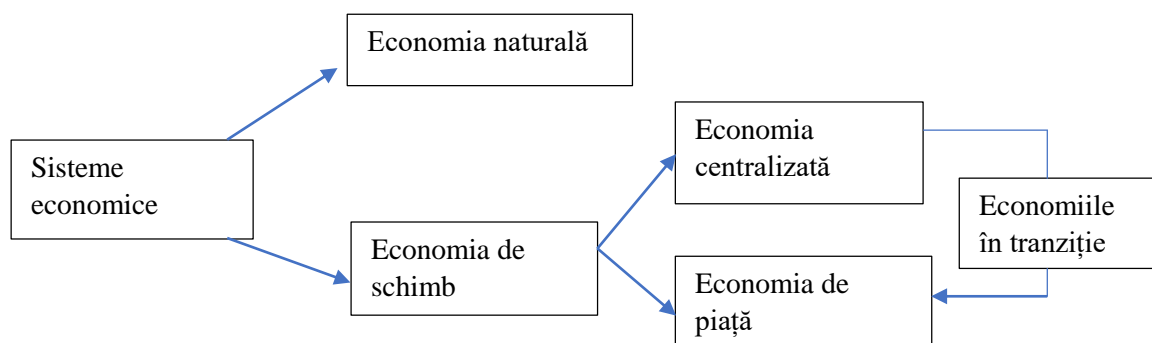 Economia naturală
Sisteme
economice
Economia de
schimb
Economia
centralizată
Economia de
piață
Economiile
în tranziție